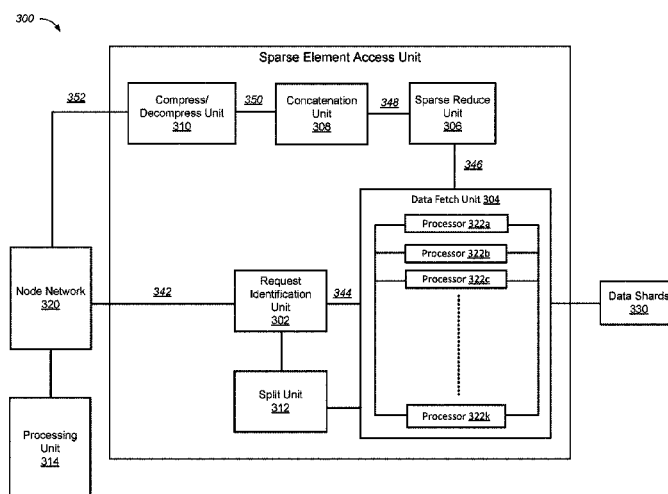 300
Sparse Element Access Unit
352
Compress/
Decompress Unit
310
350
Concatenation
Unit
308
348
Sparse Reduce
Unit
306
346
Data Fetch Unit 304
Processor 322a
Processor 322b
Processor 322c
Processor 322k
Node Network
320
342
Request
Identification
Unit
302
344
Data Shards
330
Split Unit
312
Processing
Unit
314